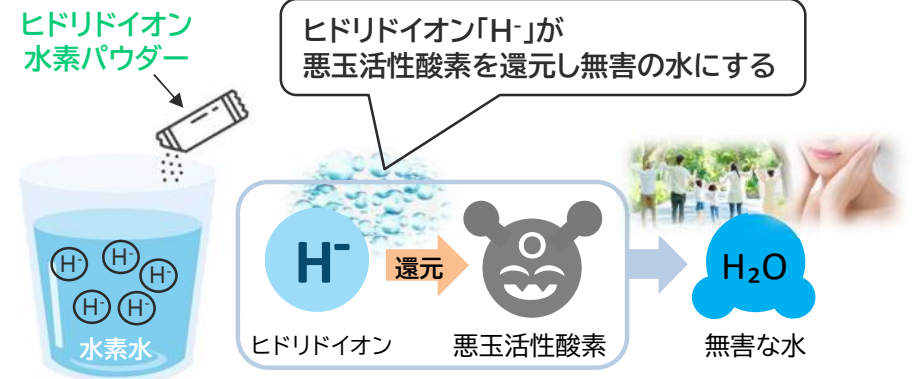 ヒドリドイオン
水素パウダー
ヒドリドイオン「H⁻」が
悪玉活性酸素を還元し無害の水にする
H⁻
H⁻
H⁻
H⁻
H⁻
水素水
H⁻
還元
O
H₂O
ヒドリドイオン
悪玉活性酸素
無害な水